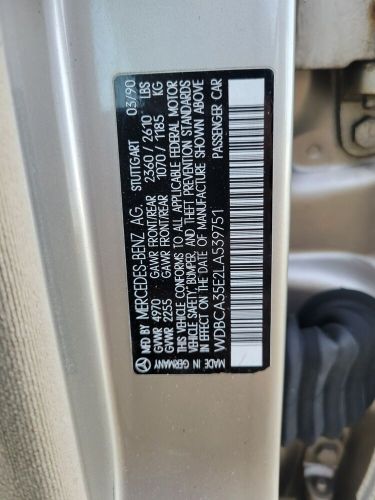 MFD BY MERCEDES-BENZ AG. STUTTGART 03/90
GVWR 4970 GAWR FRONT/REAR 2360 / 2610 LBS
GVWR 2255 GAWR FRONT/REAR 1070 / 1185 KG
THIS VEHICLE CONFORMS TO ALL APPLICABLE FEDERAL MOTOR
VEHICLE SAFETY, BUMPER, AND THEFT PREVENTION STANDARDS
IN EFFECT ON THE DATE OF MANUFACTURE SHOWN ABOVE
WDBCA35E2LA539751 PASSENGER CAR
MADE IN GERMANY